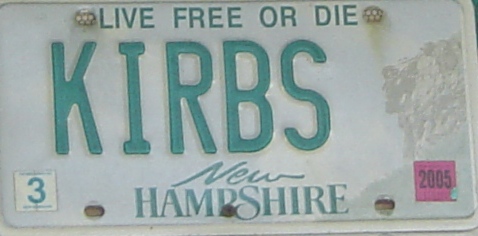 LIVE FREE OR DIE
KIRBS
3
New
HAMPSHIRE
2005